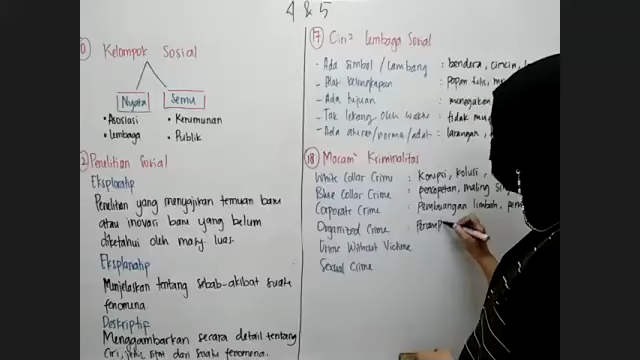 4 & 5
Kelompok Sosial
Nyata
Semu
• Asosiasi
• Lembaga
• Kerumunan
• Publik
Penelitian Sosial
Eksploratif
Penelitian yang menyajikan temuan baru
atau inovasi baru yang belum
diketahui oleh masy. luas.
Eksplanatif
Menjelaskan tentang sebab-akibat suatu
fenomena.
Deskriptif
Menggambarkan secara detail tentang
Ciri, sifat dari suatu fenomena.
17 Ciri² Lembaga Sosial
- Ada simbol / lambang : bendera, cincin,
- Alat kelengkapan : papan tulis,
- Ada tujuan :
- Tak lekang oleh waktu : tidak
- Ada aturan/norma/adat : larangan,
18 Macam² Kriminalitas
White Collar Crime : Korupsi, kolusi,
Blue Collar Crime : pencopetan, maling
Corporate Crime : Pembuangan limbah,
Organized Crime :
Crime Without Victime
Sexual Crime